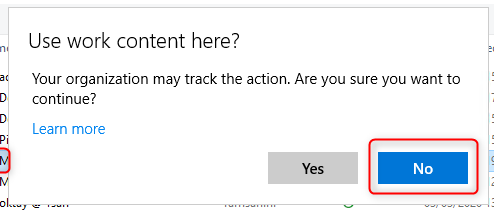 Use work content here?
Your organization may track the action. Are you sure you want to
continue?
Learn more
Yes
No